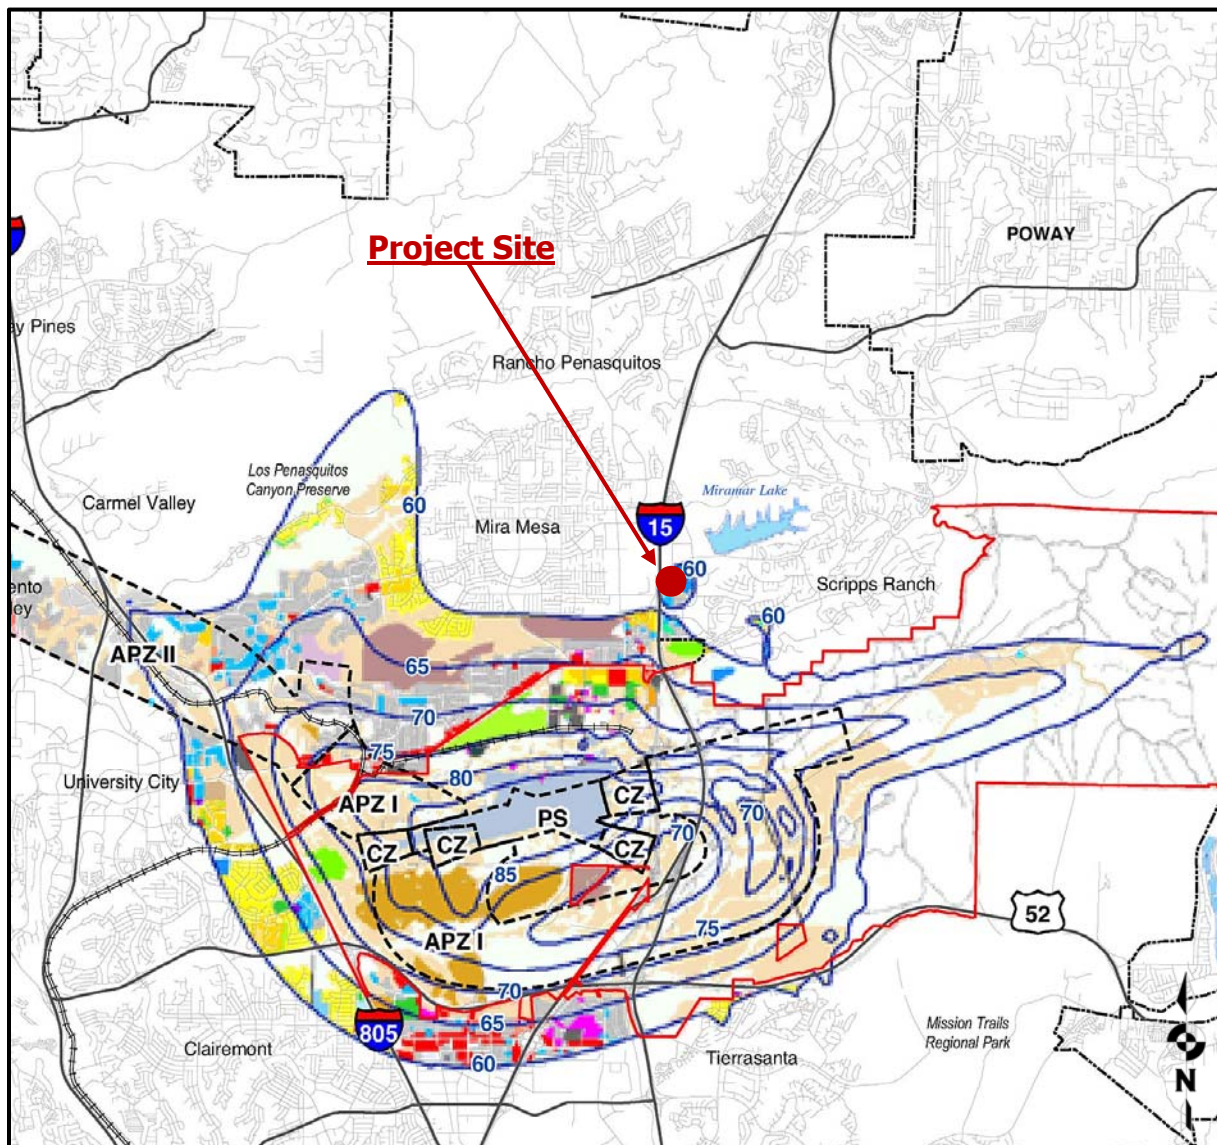 Project Site
POWAY
y Pines
Rancho Penasquitos
Los Penasquitos
Canyon Preserve
Carmel Valley
60
Mira Mesa
15
Miramar Lake
60
Scripps Ranch
ento
ey
60
APZ II
65
70
75
University City
80
APZ I
PS
CZ
CZ
CZ
CZ
70
70
85
75
52
APZ I
70
65
60
805
Clairemont
Tierrasanta
Mission Trails
Regional Park
N